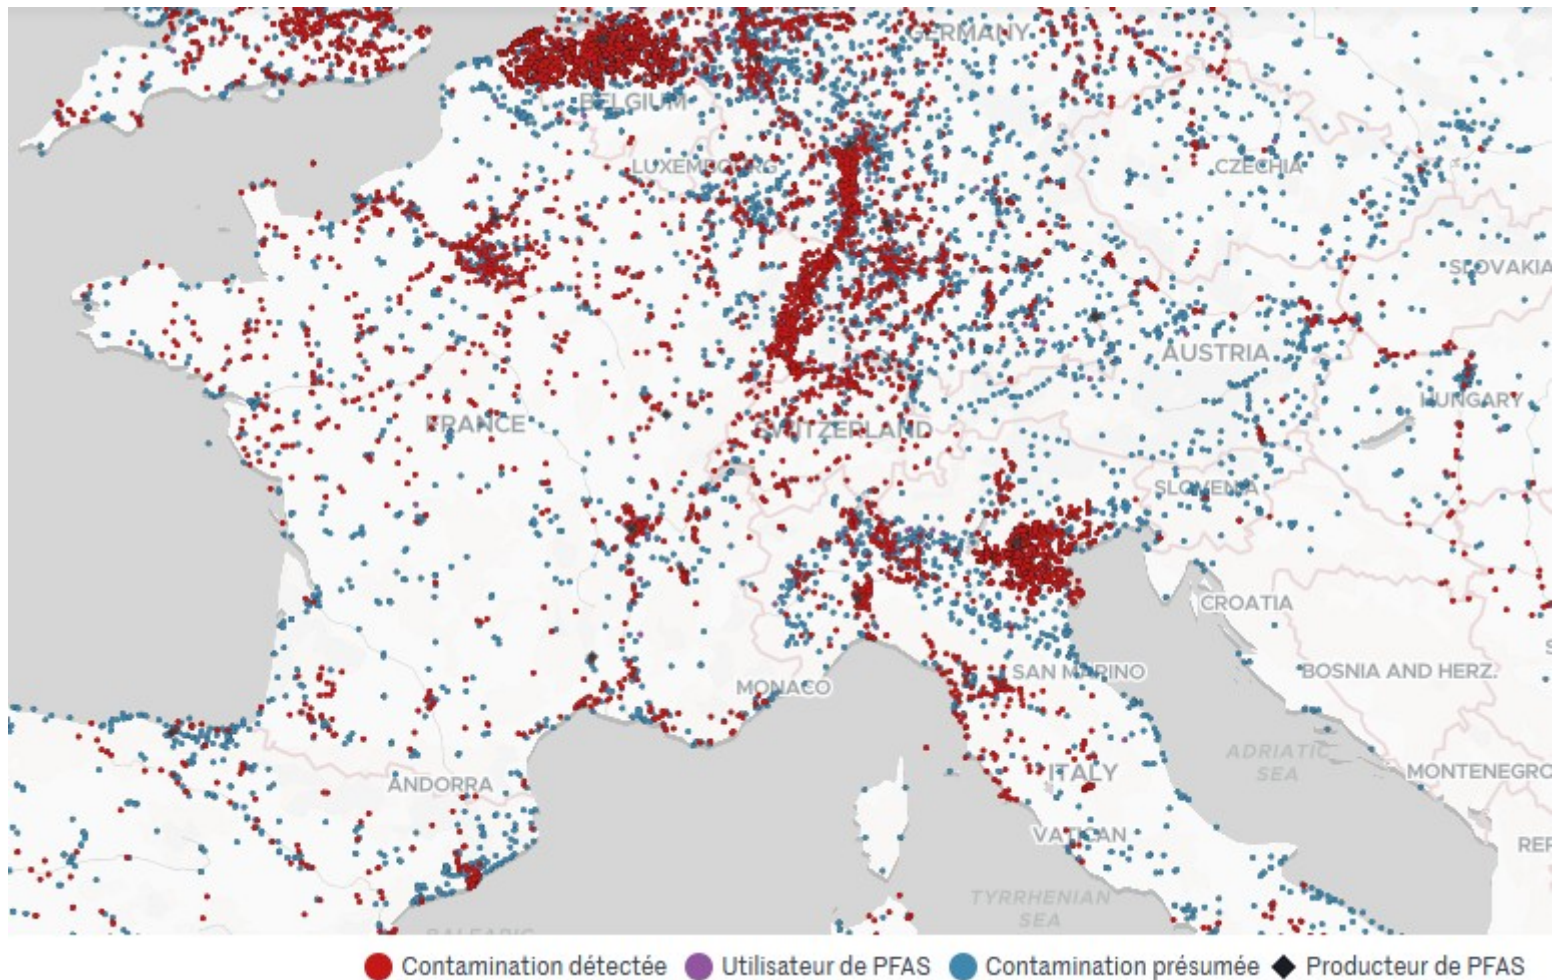 GERMANY
BELGIUM
LUXEMBOURG
CZECHIA
SLOVAKIA
AUSTRIA
HUNGARY
FRANCE
SWITZERLAND
SLOVENIA
CROATIA
BOSNIA AND HERZ.
SAN MARINO
MONACO
ADRIATIC
SEA
ITALY
MONTENEGRO
ANDORRA
VATICAN
TYRRHENIAN
SEA
BALEARIC
Contamination détectée Utilisateur de PFAS Contamination présumée Producteur de PFAS